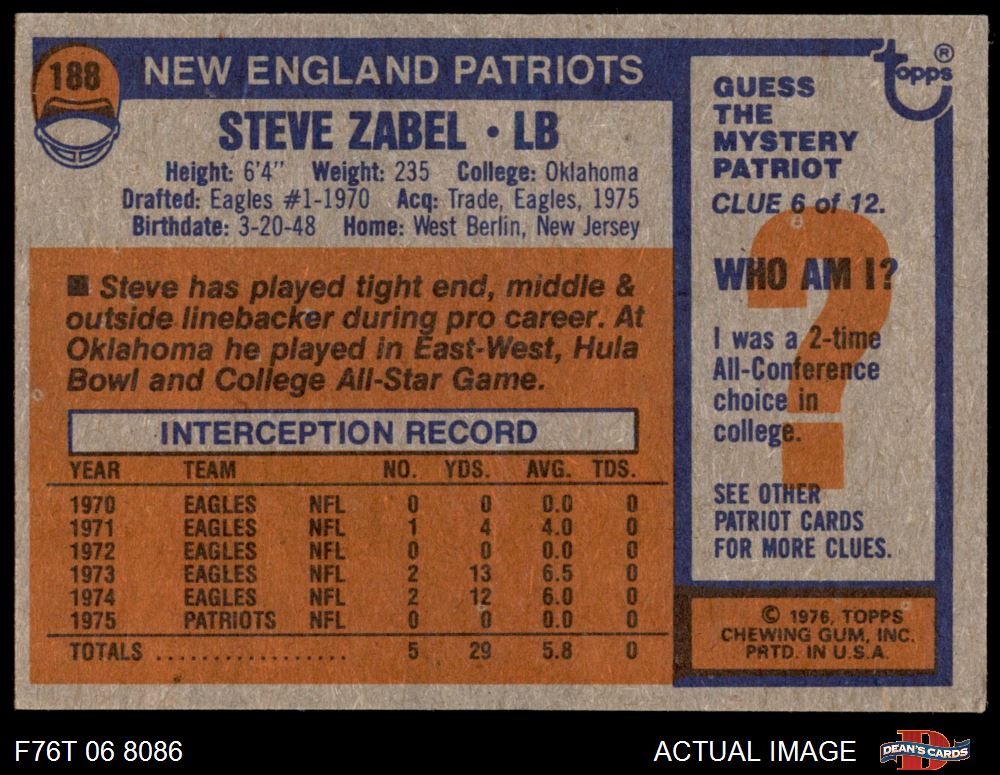 188
NEW ENGLAND PATRIOTS
STEVE ZABEL • LB
Height: 6'4" Weight: 235 College: Oklahoma
Drafted: Eagles #1-1970 Acq: Trade, Eagles, 1975
Birthdate: 3-20-48 Home: West Berlin, New Jersey
■ Steve has played tight end, middle &
outside linebacker during pro career. At
Oklahoma he played in East-West, Hula
Bowl and College All-Star Game.
INTERCEPTION RECORD
YEAR TEAM NO. YDS. AVG. TDS.
1970 EAGLES NFL 0 0 0.0 0
1971 EAGLES NFL 1 4 4.0 0
1972 EAGLES NFL 0 0 0.0 0
1973 EAGLES NFL 2 13 6.5 0
1974 EAGLES NFL 2 12 6.0 0
1975 PATRIOTS NFL 0 0 0.0 0
TOTALS .................. 5 29 5.8 0
topps ®
GUESS
THE
MYSTERY
PATRIOT
CLUE 6 of 12.
?
WHO AM I?
I was a 2-time
All-Conference
choice in
college.
SEE OTHER
PATRIOT CARDS
FOR MORE CLUES.
© 1976, TOPPS
CHEWING GUM, INC.
PRTD. IN U.S.A.
F76T 06 8086
ACTUAL IMAGE
D
DEAN'S CARDS